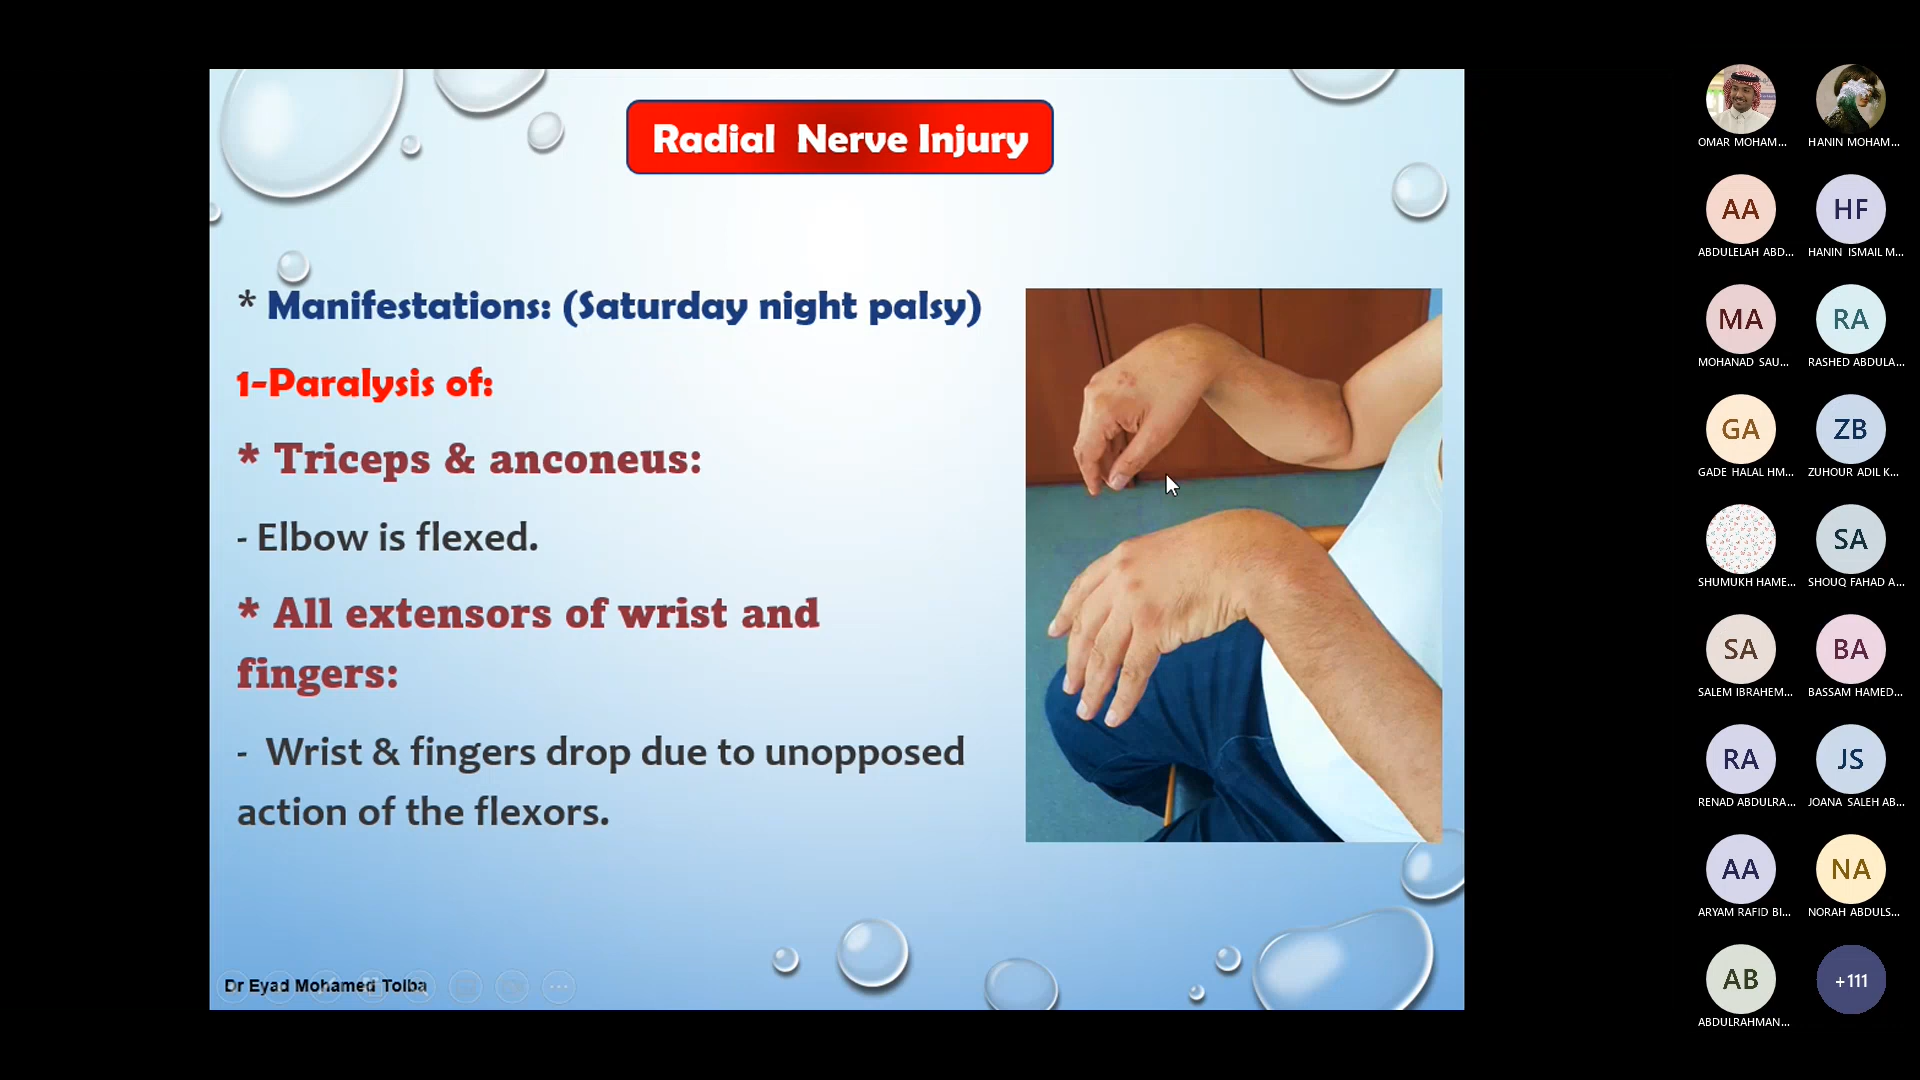 Radial Nerve Injury
* Manifestations: (Saturday night palsy)
1-Paralysis of:
* Triceps & anconeus:
- Elbow is flexed.
* All extensors of wrist and
fingers:
- Wrist & fingers drop due to unopposed
action of the flexors.
Dr Eyad Mohamed Tolba
OMAR MOHAM...
HANIN MOHAM...
AA
HF
ABDULELAH ABD...
HANIN ISMAIL M...
MA
RA
MOHANAD SAU...
RASHED ABDULA...
GA
ZB
GADE HALAL HM...
ZUHOUR ADIL K...
SA
SHUMUKH HAME...
SHOUQ FAHAD A...
SA
BA
SALEM IBRAHEM...
BASSAM HAMED...
RA
JS
RENAD ABDULRA...
JOANA SALEH AB...
AA
NA
ARYAM RAFID BI...
NORAH ABDULS...
AB
+111
ABDULRAHMAN...